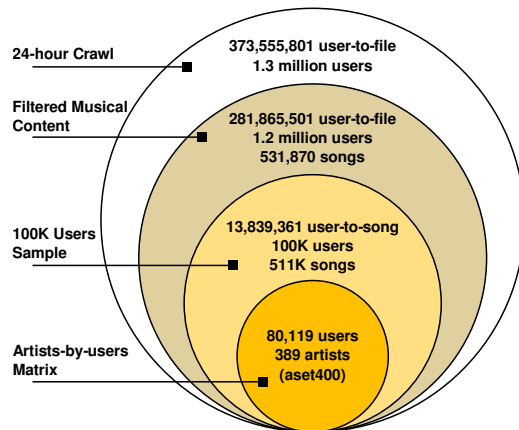 24-hour Crawl
373,555,801 user-to-file
1.3 million users
Filtered Musical
Content
281,865,501 user-to-file
1.2 million users
531,870 songs
100K Users
Sample
13,839,361 user-to-song
100K users
511K songs
Artists-by-users
Matrix
80,119 users
389 artists
(aset400)